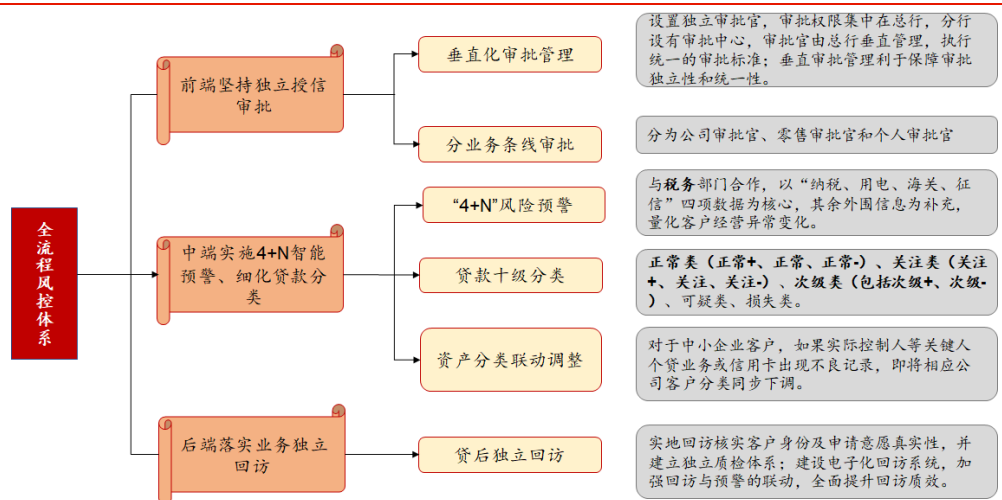 全流程风控体系
前端坚持独立授信
审批
垂直化审批管理
设置独立审批官，审批权限集中在总行，分行
设有审批中心，审批官由总行垂直管理，执行
统一的审批标准；垂直审批管理利于保障审批
独立性和统一性。
分业务条线审批
分为公司审批官、零售审批官和个人审批官
中端实施4+N智能
预警、细化贷款分
类
“4+N”风险预警
与税务部门合作，以“纳税、用电、海关、征
信”四项数据为核心，其余外围信息为补充，
量化客户经营异常变化。
贷款十级分类
正常类（正常+、正常、正常-）、关注类（关注
+、关注、关注-）、次级类（包括次级+、次级-
）、可疑类、损失类。
资产分类联动调整
对于中小企业客户，如果实际控制人等关键人
个贷业务或信用卡出现不良记录，即将相应公
司客户分类同步下调。
后端落实业务独立
回访
贷后独立回访
实地回访核实客户身份及申请意愿真实性，并
建立独立质检体系；建设电子化回访系统，加
强回访与预警的联动，全面提升回访质效。